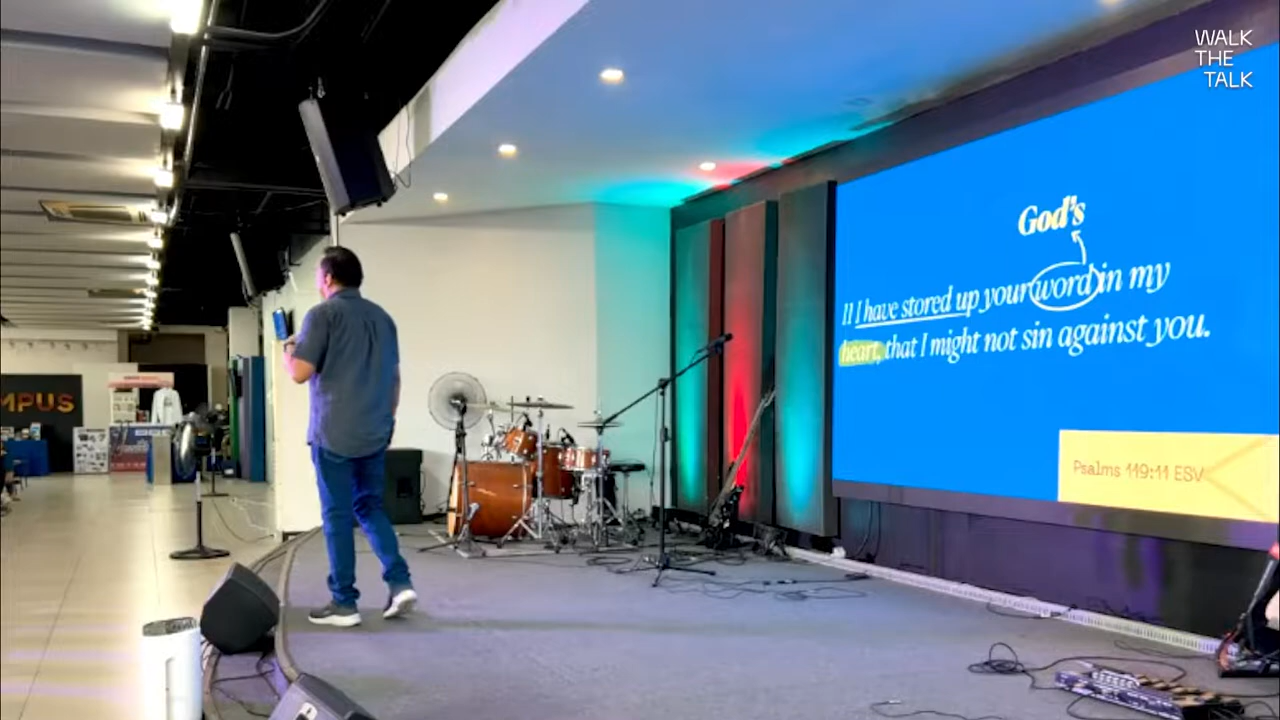 WALK
THE
TALK
God's
11 I have stored up your word in my
heart, that I might not sin against you.
Psalms 119:11 ESV
MPUS